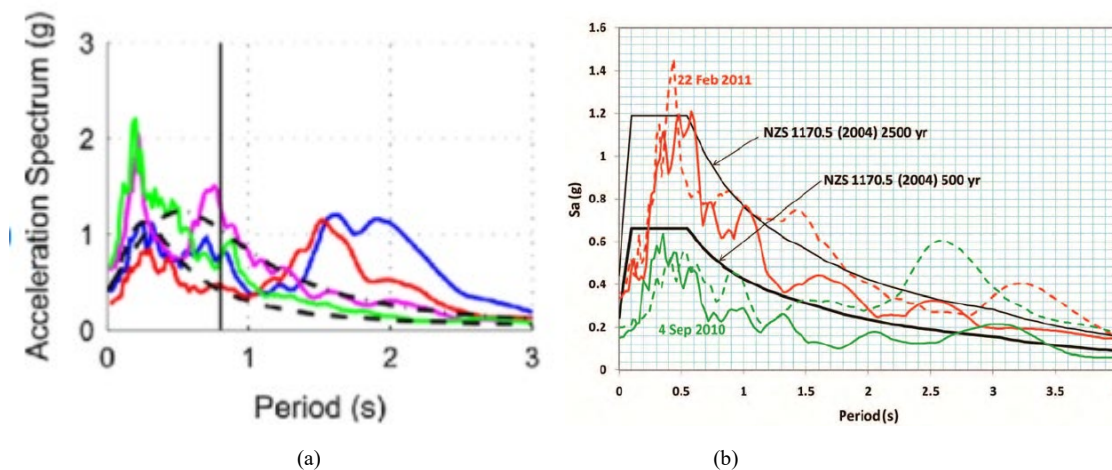 Acceleration Spectrum (g)
3
2
1
0
0
1
2
3
Period (s)
(a)
Sa (g)
1.6
1.4
1.2
1
0.8
0.6
0.4
0.2
0
22 Feb 2011
NZS 1170.5 (2004) 2500 yr
NZS 1170.5 (2004) 500 yr
4 Sep 2010
0
0.5
1
1.5
2
2.5
3
3.5
Period (s)
(b)